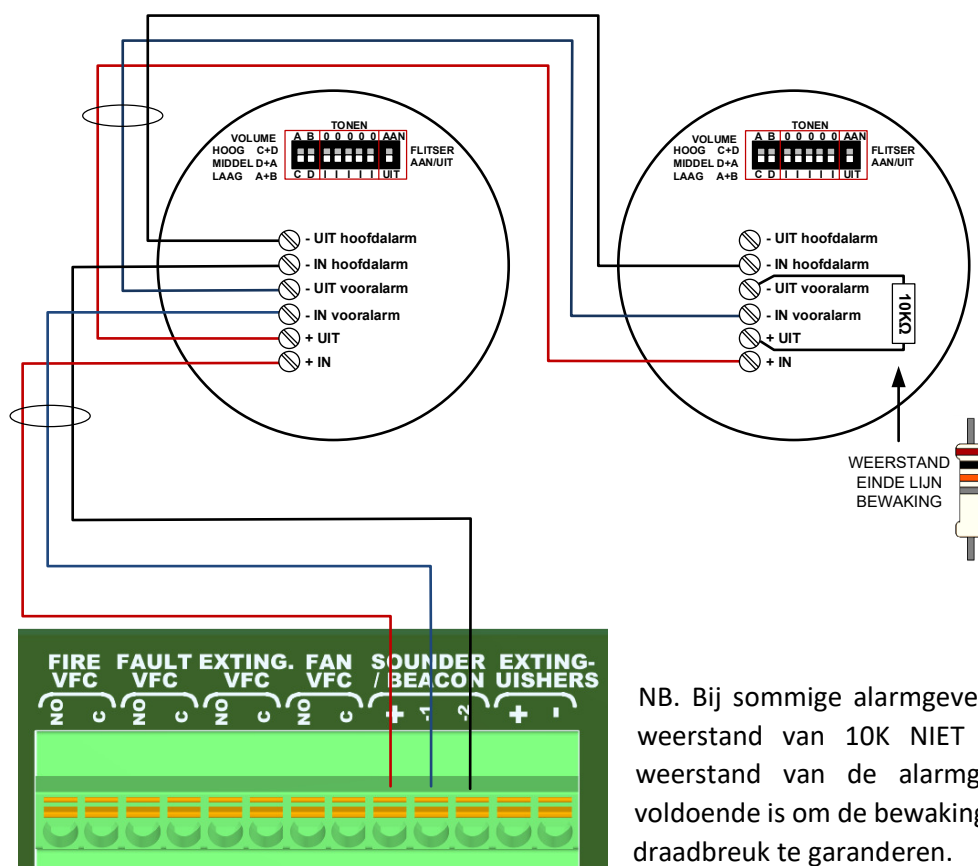 TONEN
VOLUME A B 0 0 0 0 0 AAN
HOOG C+D FLITSER
MIDDEL D+A AAN/UIT
LAAG A+B C D I I I I I UIT
- UIT hoofdalarm
- IN hoofdalarm
- UIT vooralarm
- IN vooralarm
+ UIT
+ IN
TONEN
VOLUME A B 0 0 0 0 0 AAN
HOOG C+D FLITSER
MIDDEL D+A AAN/UIT
LAAG A+B C D I I I I I UIT
- UIT hoofdalarm
- IN hoofdalarm
- UIT vooralarm
- IN vooralarm
+ UIT
+ IN
10KΩ
WEERSTAND
EINDE LIJN
BEWAKING
FIRE FAULT EXTING. FAN SOUNDER EXTING-
VFC VFC VFC VFC / BEACON UISHERS
NO C NO C NO C NO C + -1 -2 + -
NB. Bij sommige alarmgeve
weerstand van 10K NIET
weerstand van de alarmg
voldoende is om de bewaking
draadbreuk te garanderen.